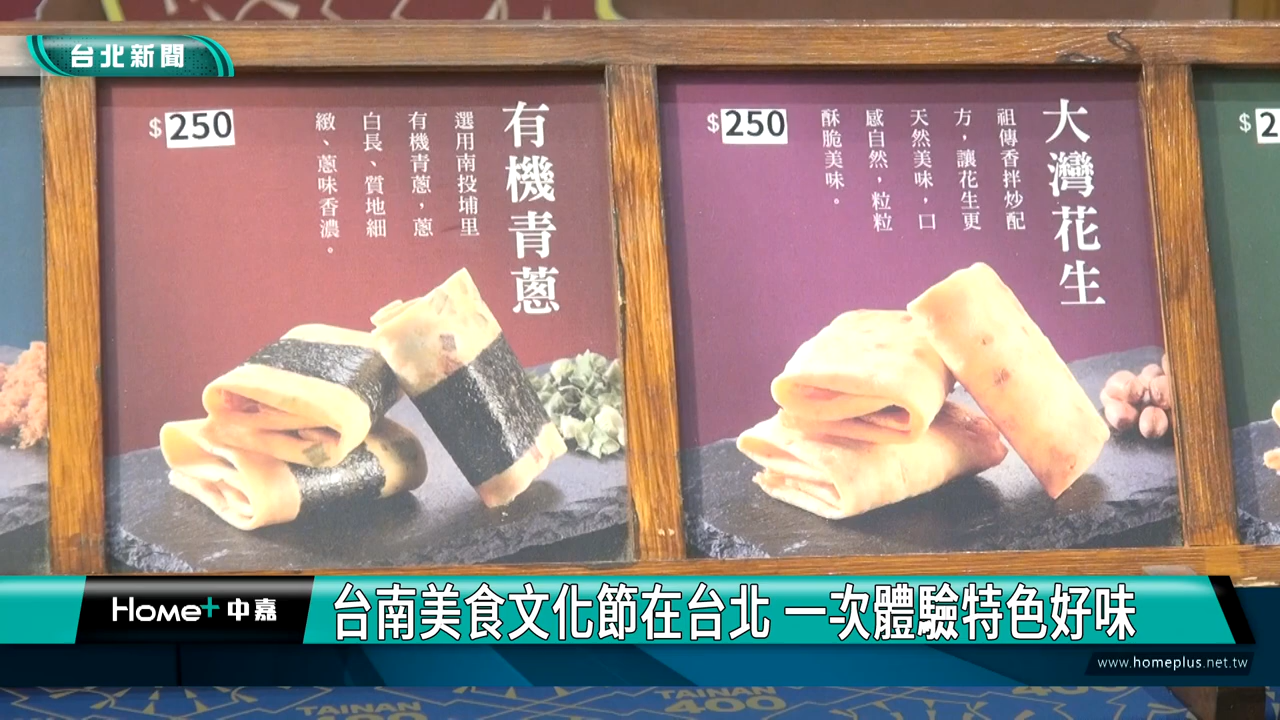 台北新聞
$250
有機青蔥
選用南投埔里
有機青蔥，蔥
白長、質地細
緻、蔥味香濃。
$250
大灣花生
祖傳香拌炒配
方，讓花生更
天然美味，口
感自然，粒粒
酥脆美味。
$2
Home+中嘉
台南美食文化節在台北 一次體驗特色好味
www.homeplus.net.tw
TAINAN
400
TAINAN
400